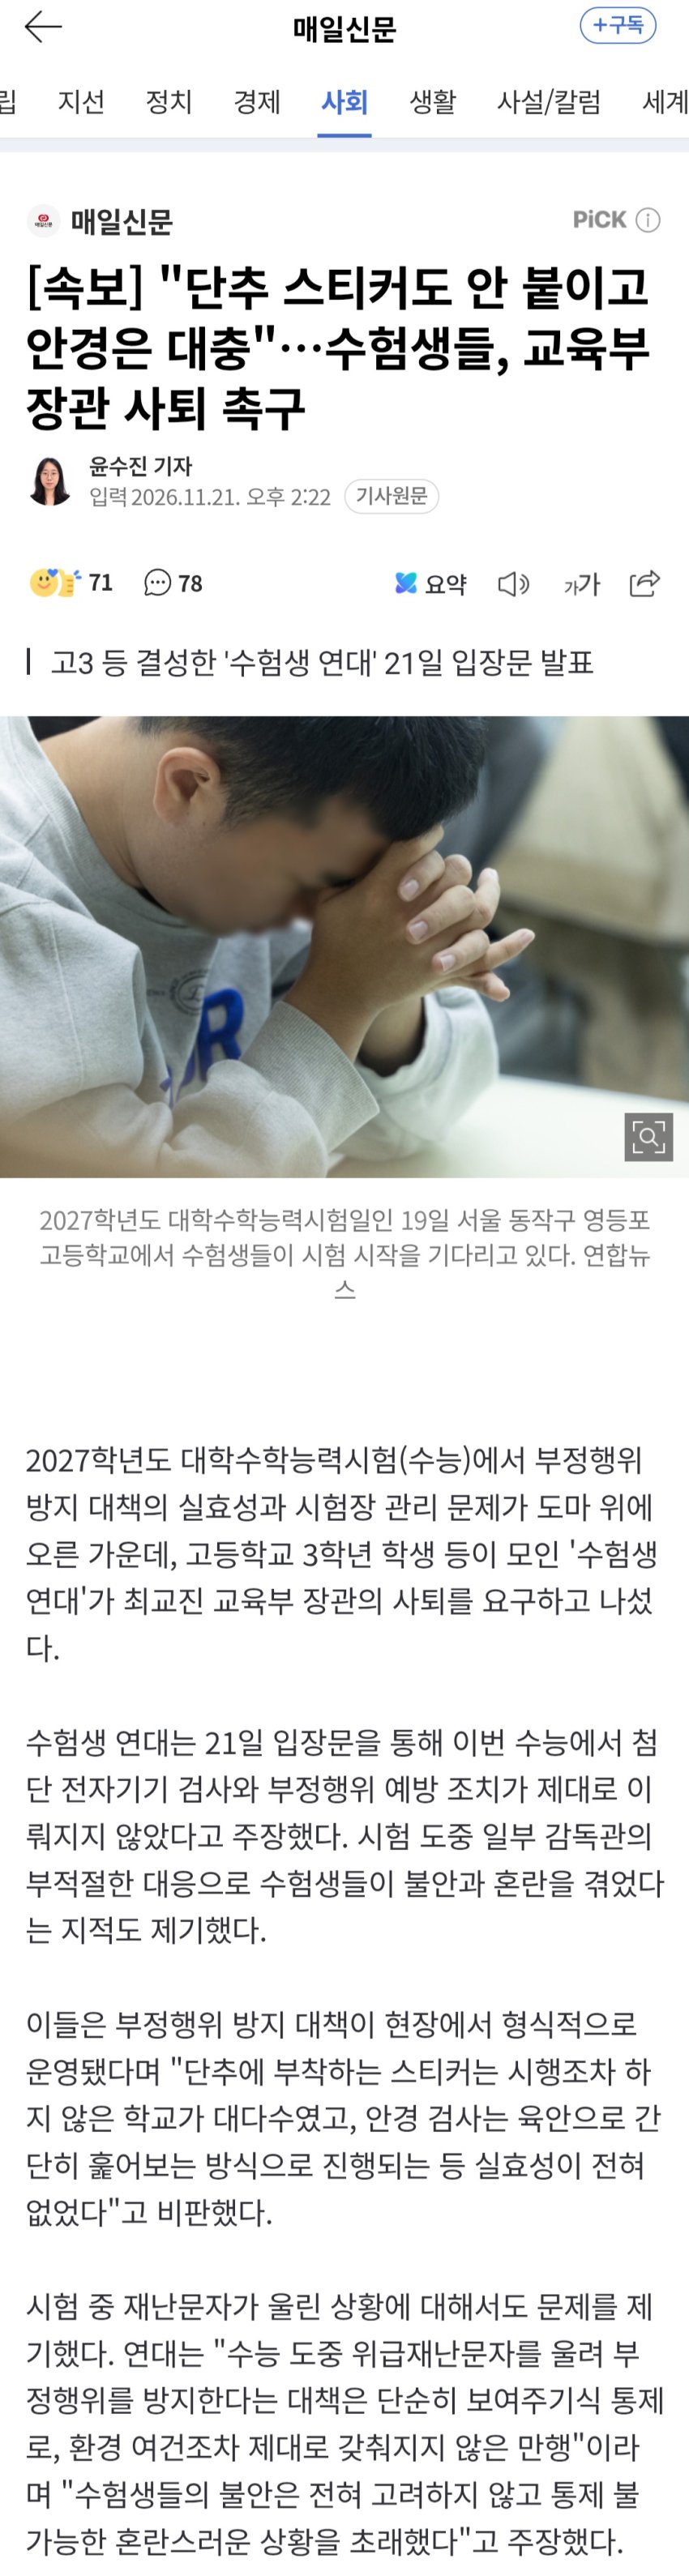 매일신문
+구독
립 지선 정치 경제 사회 생활 사설/칼럼 세계
매일신문
PiCK
[속보] "단추 스티커도 안 붙이고
안경은 대충"…수험생들, 교육부
장관 사퇴 촉구
윤수진 기자
입력 2026.11.21. 오후 2:22 기사원문
71 78 요약 가가
고3 등 결성한 '수험생 연대' 21일 입장문 발표
R
2027학년도 대학수학능력시험일인 19일 서울 동작구 영등포
고등학교에서 수험생들이 시험 시작을 기다리고 있다. 연합뉴
스
2027학년도 대학수학능력시험(수능)에서 부정행위
방지 대책의 실효성과 시험장 관리 문제가 도마 위에
오른 가운데, 고등학교 3학년 학생 등이 모인 '수험생
연대'가 최교진 교육부 장관의 사퇴를 요구하고 나섰
다.
수험생 연대는 21일 입장문을 통해 이번 수능에서 첨
단 전자기기 검사와 부정행위 예방 조치가 제대로 이
뤄지지 않았다고 주장했다. 시험 도중 일부 감독관의
부적절한 대응으로 수험생들이 불안과 혼란을 겪었다
는 지적도 제기했다.
이들은 부정행위 방지 대책이 현장에서 형식적으로
운영됐다며 "단추에 부착하는 스티커는 시행조차 하
지 않은 학교가 대다수였고, 안경 검사는 육안으로 간
단히 훑어보는 방식으로 진행되는 등 실효성이 전혀
없었다"고 비판했다.
시험 중 재난문자가 울린 상황에 대해서도 문제를 제
기했다. 연대는 "수능 도중 위급재난문자를 울려 부
정행위를 방지한다는 대책은 단순히 보여주기식 통제
로, 환경 여건조차 제대로 갖춰지지 않은 만행"이라
며 "수험생들의 불안은 전혀 고려하지 않고 통제 불
가능한 혼란스러운 상황을 초래했다"고 주장했다.